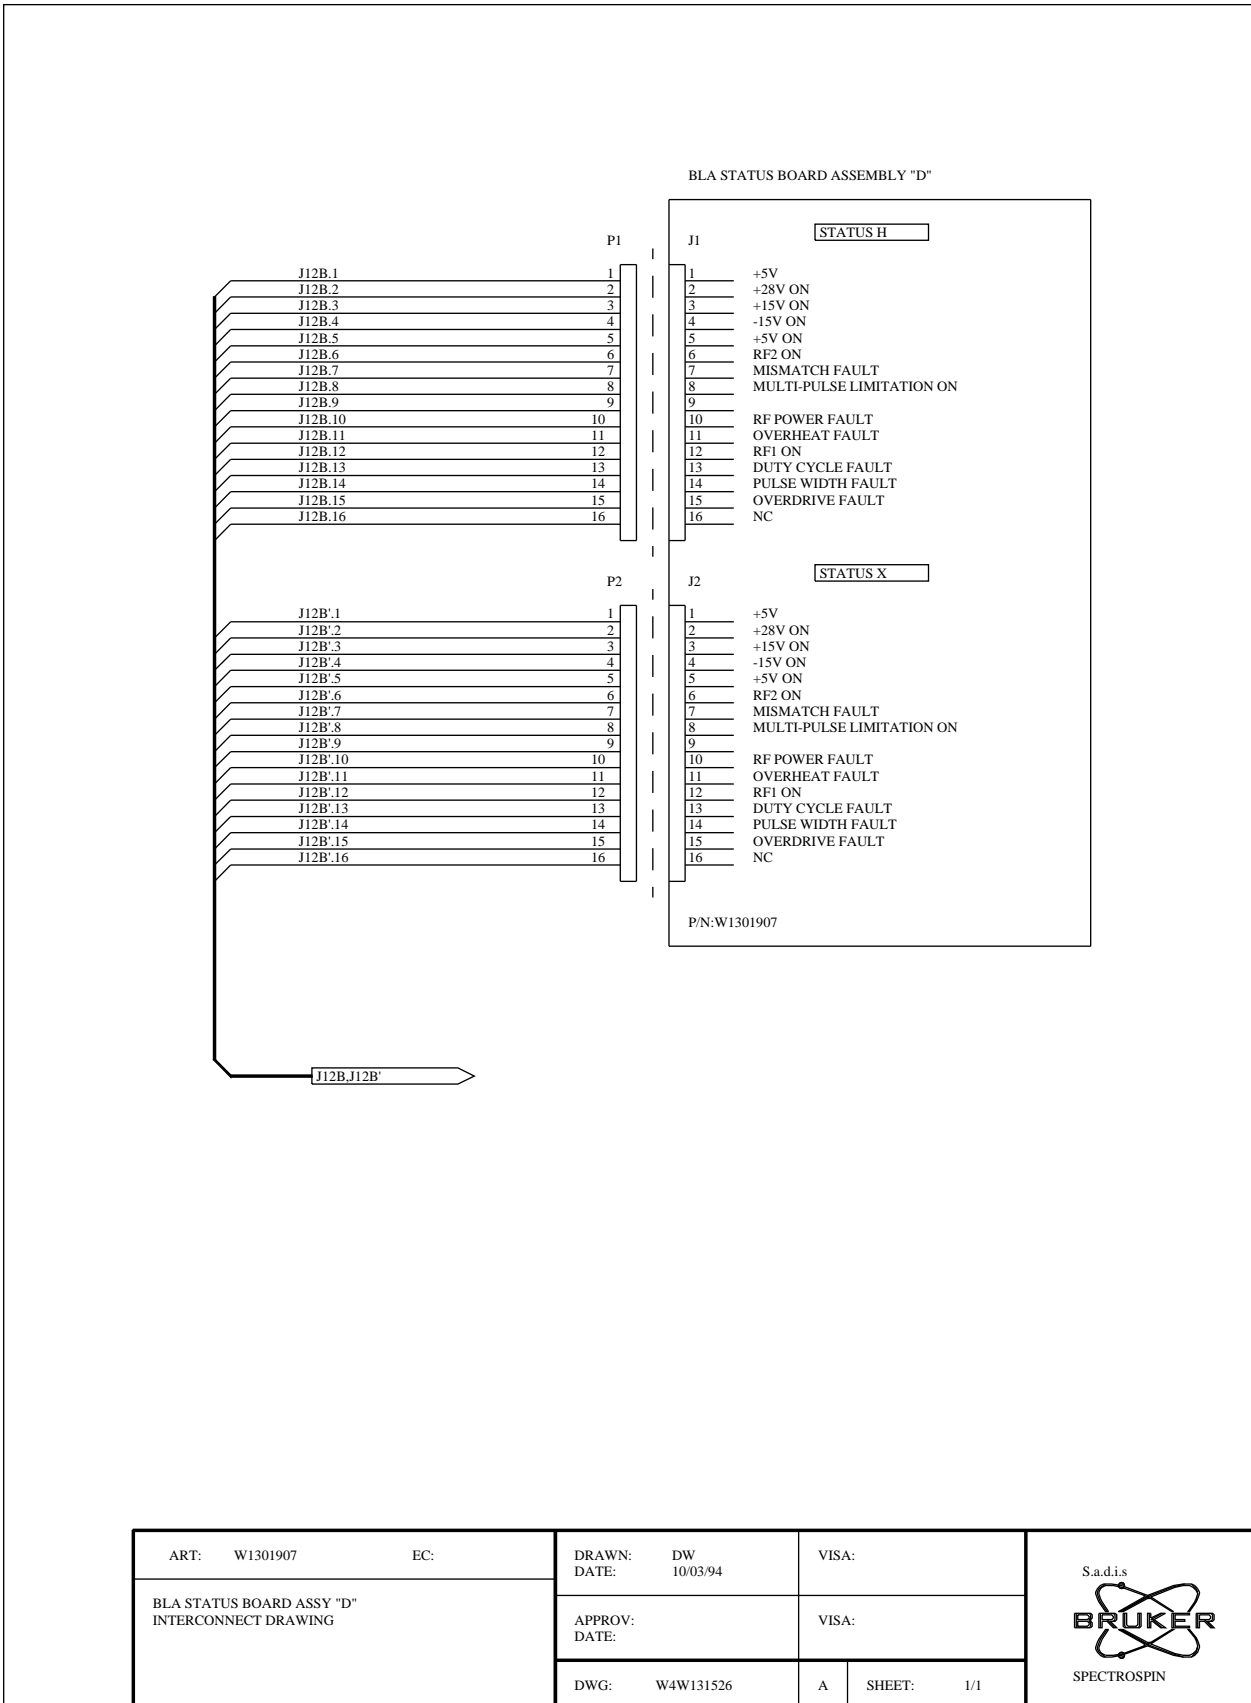 BLA STATUS BOARD ASSEMBLY "D"
STATUS H
P1 J1
J12B.1 1 1 +5V
J12B.2 2 2 +28V ON
J12B.3 3 3 +15V ON
J12B.4 4 4 -15V ON
J12B.5 5 5 +5V ON
J12B.6 6 6 RF2 ON
J12B.7 7 7 MISMATCH FAULT
J12B.8 8 8 MULTI-PULSE LIMITATION ON
J12B.9 9 9
J12B.10 10 10 RF POWER FAULT
J12B.11 11 11 OVERHEAT FAULT
J12B.12 12 12 RF1 ON
J12B.13 13 13 DUTY CYCLE FAULT
J12B.14 14 14 PULSE WIDTH FAULT
J12B.15 15 15 OVERDRIVE FAULT
J12B.16 16 16 NC
STATUS X
P2 J2
J12B'.1 1 1 +5V
J12B'.2 2 2 +28V ON
J12B'.3 3 3 +15V ON
J12B'.4 4 4 -15V ON
J12B'.5 5 5 +5V ON
J12B'.6 6 6 RF2 ON
J12B'.7 7 7 MISMATCH FAULT
J12B'.8 8 8 MULTI-PULSE LIMITATION ON
J12B'.9 9 9
J12B'.10 10 10 RF POWER FAULT
J12B'.11 11 11 OVERHEAT FAULT
J12B'.12 12 12 RF1 ON
J12B'.13 13 13 DUTY CYCLE FAULT
J12B'.14 14 14 PULSE WIDTH FAULT
J12B'.15 15 15 OVERDRIVE FAULT
J12B'.16 16 16 NC
P/N:W1301907
J12B,J12B'
ART: W1301907 EC:
BLA STATUS BOARD ASSY "D"
INTERCONNECT DRAWING
DRAWN: DW
DATE: 10/03/94
VISA:
APPROV:
DATE:
VISA:
DWG: W4W131526 A SHEET: 1/1
S.a.d.i.s
BRUKER
SPECTROSPIN